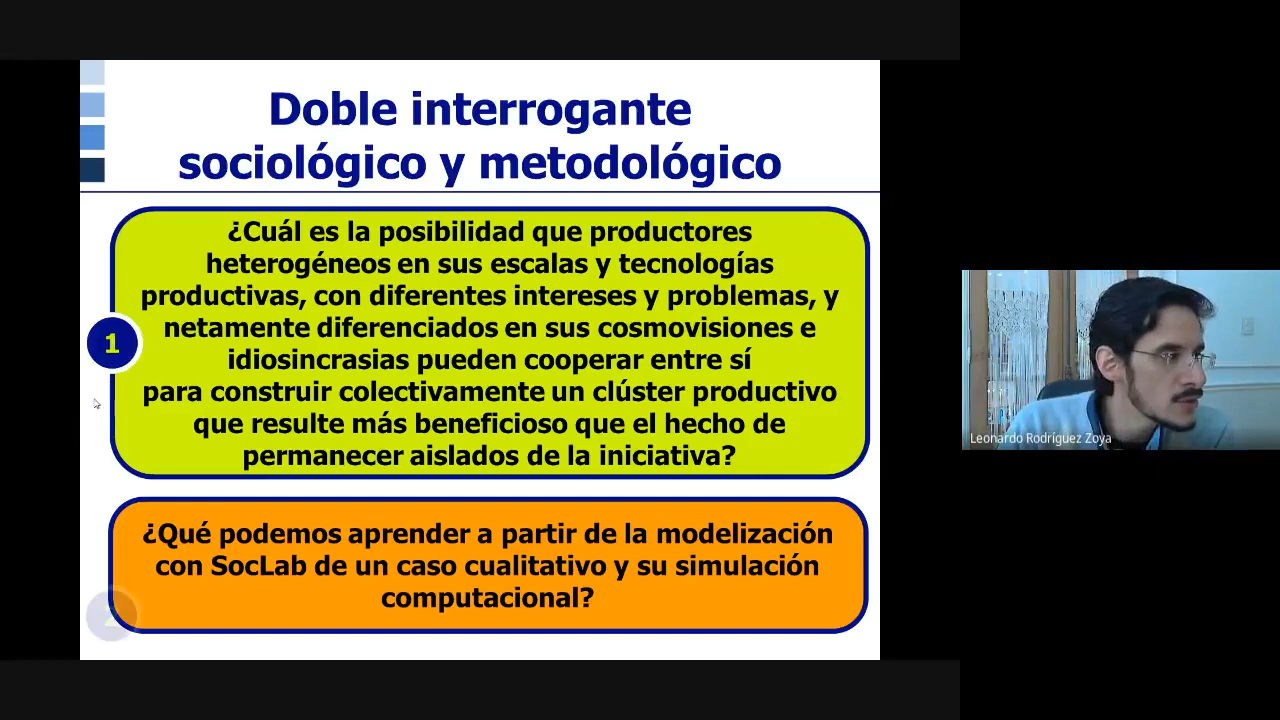 Doble interrogante
sociológico y metodológico
¿Cuál es la posibilidad que productores
heterogéneos en sus escalas y tecnologías
productivas, con diferentes intereses y problemas, y
netamente diferenciados en sus cosmovisiones e
idiosincrasias pueden cooperar entre sí
para construir colectivamente un clúster productivo
que resulte más beneficioso que el hecho de
permanecer aislados de la iniciativa?
1
¿Qué podemos aprender a partir de la modelización
con SocLab de un caso cualitativo y su simulación
computacional?
Leonardo Rodríguez Zoya